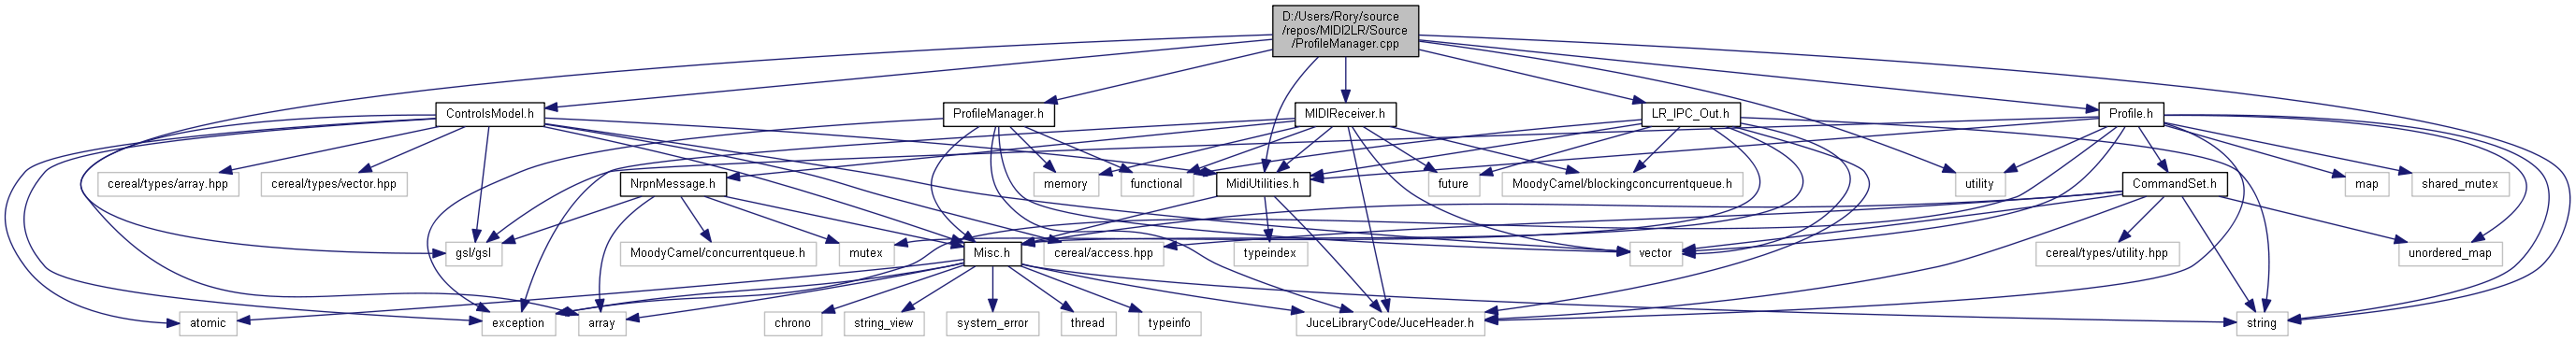 D:/Users/Rory/source
/repos/MIDI2LR/Source
/ProfileManager.cpp
ControlsModel.h
ProfileManager.h
MIDIReceiver.h
LR_IPC_Out.h
Profile.h
cereal/types/array.hpp
cereal/types/vector.hpp
NrpnMessage.h
memory
functional
MidiUtilities.h
future
MoodyCamel/blockingconcurrentqueue.h
utility
CommandSet.h
map
shared_mutex
gsl/gsl
MoodyCamel/concurrentqueue.h
mutex
Misc.h
cereal/access.hpp
typeindex
vector
cereal/types/utility.hpp
unordered_map
atomic
exception
array
chrono
string_view
system_error
thread
typeinfo
JuceLibraryCode/JuceHeader.h
string